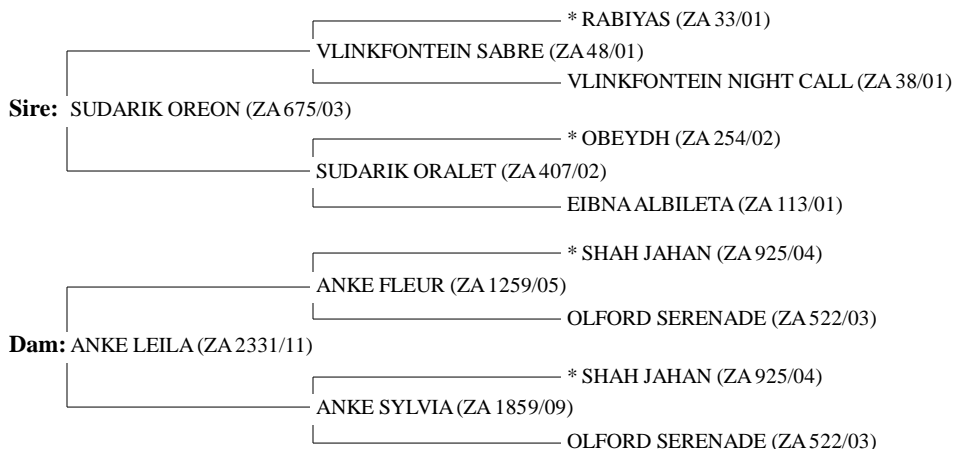 * RABIYAS (ZA 33/01)
VLINKFONTEIN SABRE (ZA 48/01)
VLINKFONTEIN NIGHT CALL (ZA 38/01)
Sire: SUDARIK OREON (ZA 675/03)
* OBEYDH (ZA 254/02)
SUDARIK ORALET (ZA 407/02)
EIBNA ALBILETA (ZA 113/01)
* SHAH JAHAN (ZA 925/04)
ANKE FLEUR (ZA 1259/05)
OLFORD SERENADE (ZA 522/03)
Dam: ANKE LEILA (ZA 2331/11)
* SHAH JAHAN (ZA 925/04)
ANKE SYLVIA (ZA 1859/09)
OLFORD SERENADE (ZA 522/03)